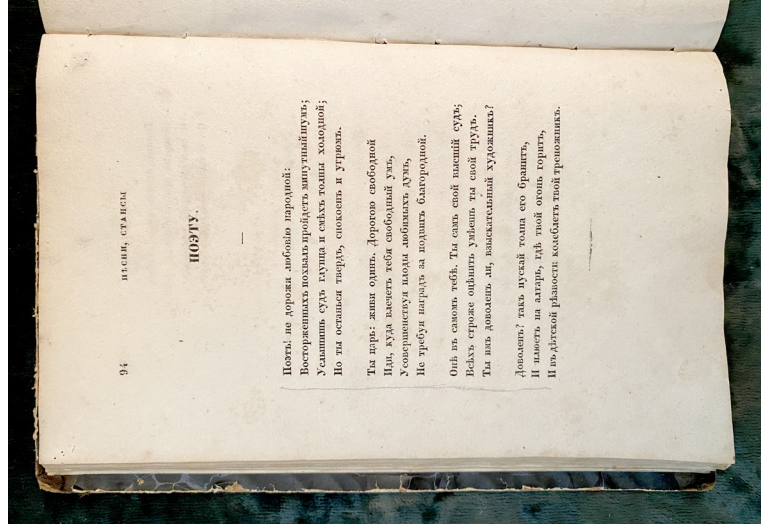 94
ПѢСНИ, СТАНСЫ
ПОЭТУ.
Поэтъ! не дорожи любовію народной:
Восторженныхъ похвалъ пройдетъ минутный шумъ;
Услышишь судъ глупца и смѣхъ толпы холодной;
Но ты останься твердъ, спокоенъ и угрюмъ.
Ты царь: живи одинъ. Дорогою свободной
Иди, куда влечетъ тебя свободный умъ,
Усовершенствуя плоды любимыхъ думъ,
Не требуя наградъ за подвигъ благородной.
Онѣ въ самомъ тебѣ. Ты самъ свой высшій судъ;
Всѣхъ строже оцѣнить умѣешь ты свой трудъ.
Ты имъ доволенъ ли, взыскательный художникъ?
Доволенъ? такъ пускай толпа его бранитъ,
И плюетъ на алтарь, гдѣ твой огонь горитъ,
И въ дѣтской рѣзвости колеблетъ твой треножникъ.